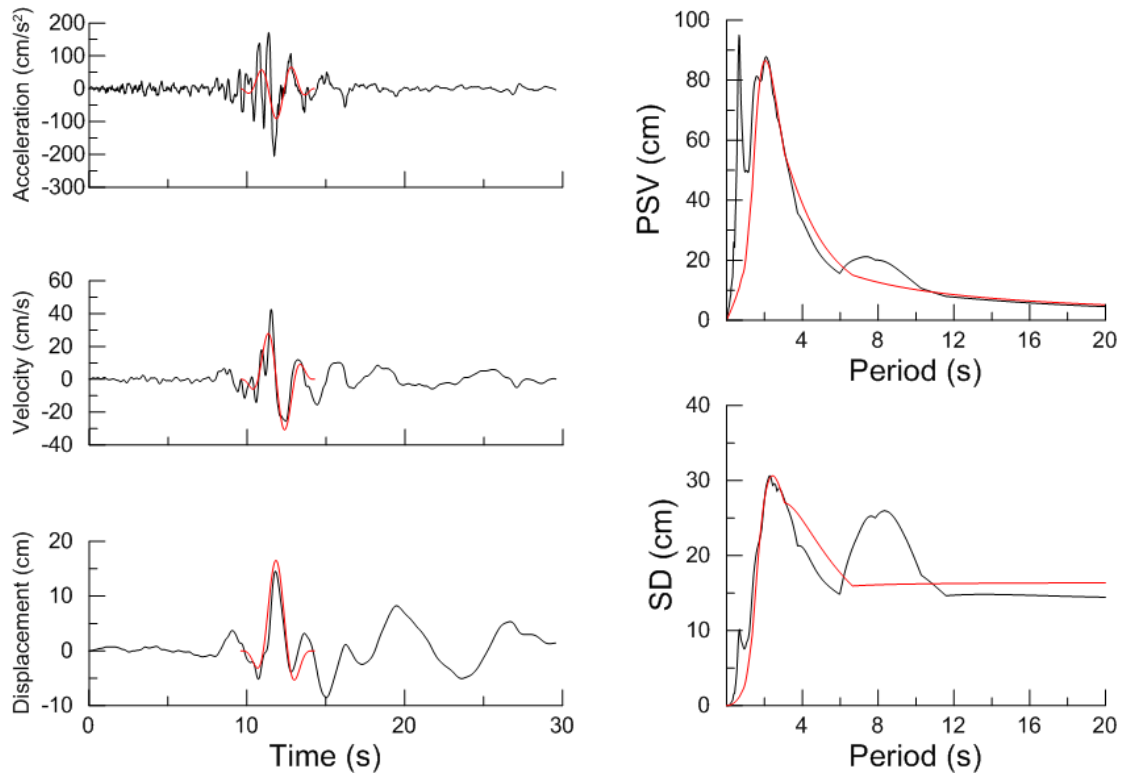 200
100
0
-100
-200
-300
Acceleration (cm/s²)
60
40
20
0
-20
-40
Velocity (cm/s)
20
10
0
-10
Displacement (cm)
0 10 20 30
Time (s)
100
80
60
40
20
0
PSV (cm)
4 8 12 16 20
Period (s)
40
30
20
10
0
SD (cm)
4 8 12 16 20
Period (s)